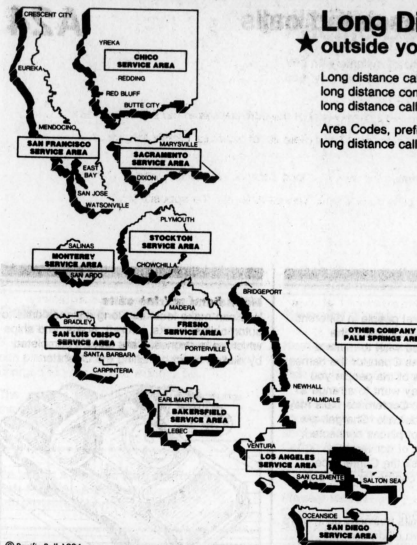 CRESCENT CITY
EUREKA
MENDOCINO
SAN FRANCISCO
SERVICE AREA
EAST
BAY
SAN JOSE
WATSONVILLE
YREKA
CHICO
SERVICE AREA
REDDING
RED BLUFF
BUTTE CITY
MARYSVILLE
SACRAMENTO
SERVICE AREA
DIXON
PLYMOUTH
STOCKTON
SERVICE AREA
CHOWCHILLA
SALINAS
MONTEREY
SERVICE AREA
SAN ARDO
MADERA
FRESNO
SERVICE AREA
PORTERVILLE
BRADLEY
SAN LUIS OBISPO
SERVICE AREA
SANTA BARBARA
CARPINTERIA
EARLIMART
BAKERSFIELD
SERVICE AREA
LEBEC
BRIDGEPORT
OTHER COMPANY
PALM SPRINGS ARE
NEWHALL
PALMDALE
VENTURA
LOS ANGELES
SERVICE AREA
SAN CLEMENTE
SALTON SEA
OCEANSIDE
SAN DIEGO
SERVICE AREA
Long Di
★ outside yo
Long distance ca
long distance con
long distance call
Area Codes, prefi
long distance call